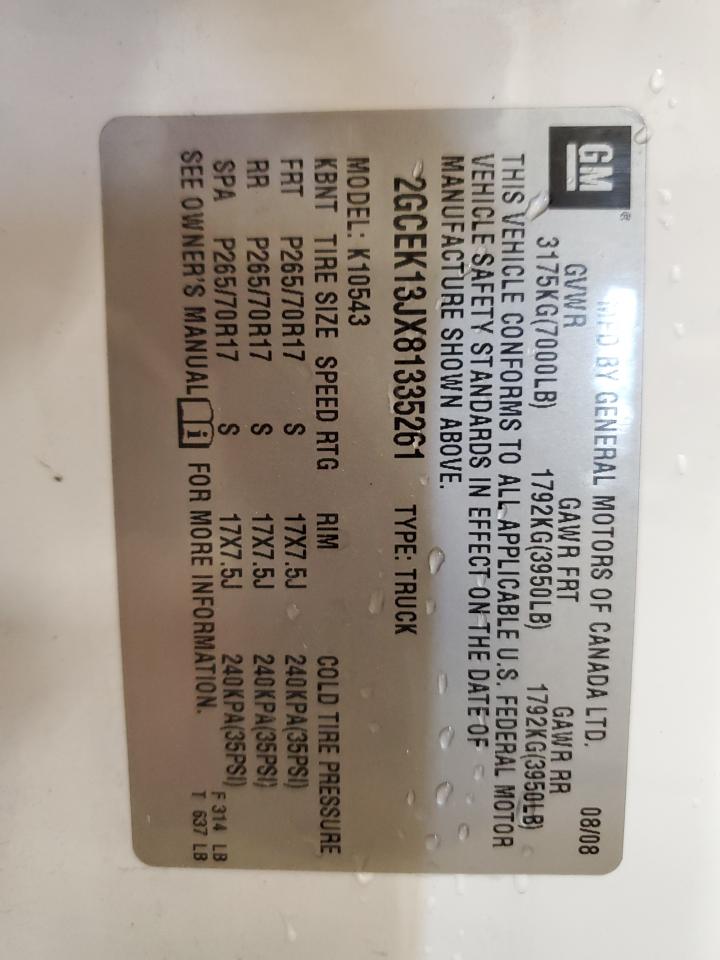 GM
®
MFD BY GENERAL MOTORS OF CANADA LTD. 08/08
GVWR GAWR FRT GAWR RR
3175KG(7000LB) 1792KG(3950LB) 1792KG(3950LB)
THIS VEHICLE CONFORMS TO ALL APPLICABLE U.S. FEDERAL MOTOR
VEHICLE SAFETY STANDARDS IN EFFECT ON THE DATE OF
MANUFACTURE SHOWN ABOVE.
2GCEK13JX81335261 TYPE: TRUCK
MODEL: K10543
KBNT TIRE SIZE SPEED RTG RIM COLD TIRE PRESSURE
FRT P265/70R17 S 17X7.5J 240KPA(35PSI)
RR P265/70R17 S 17X7.5J 240KPA(35PSI)
SPA P265/70R17 S 17X7.5J 240KPA(35PSI)
SEE OWNER'S MANUAL i FOR MORE INFORMATION.
F 314 LB
T 637 LB